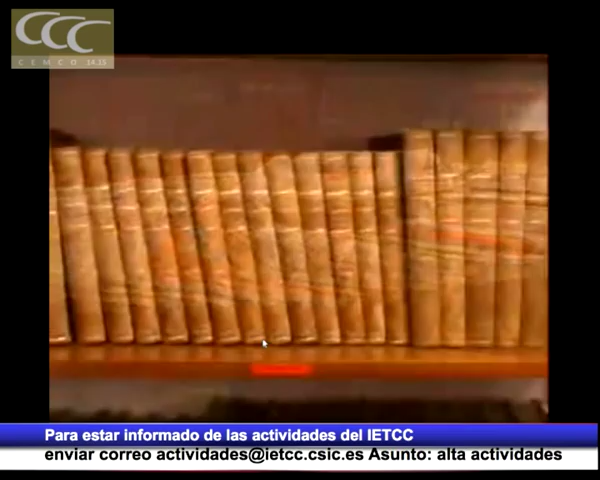 CCC
CEMCO 14.15
Para estar informado de las actividades del IETCC
enviar correo actividades@ietcc.csic.es Asunto: alta actividades